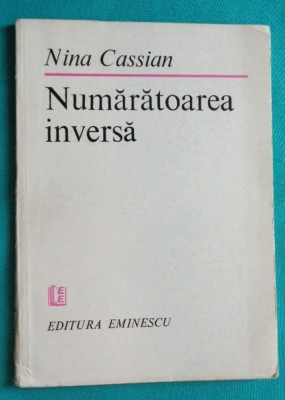 Nina Cassian
Numărătoarea
inversă
EDITURA EMINESCU